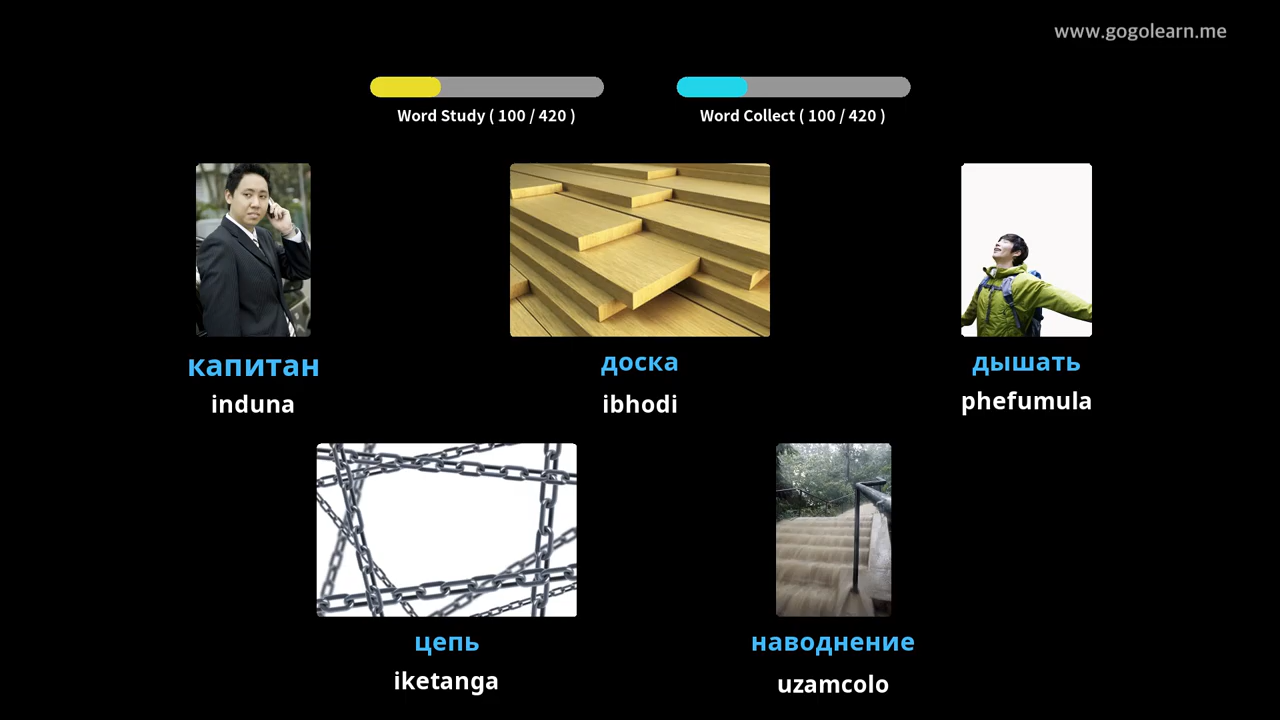 www.gogolearn.me
Word Study ( 100 / 420 )
Word Collect ( 100 / 420 )
капитан
induna
доска
ibhodi
дышать
phefumula
цепь
iketanga
наводнение
uzamcolo